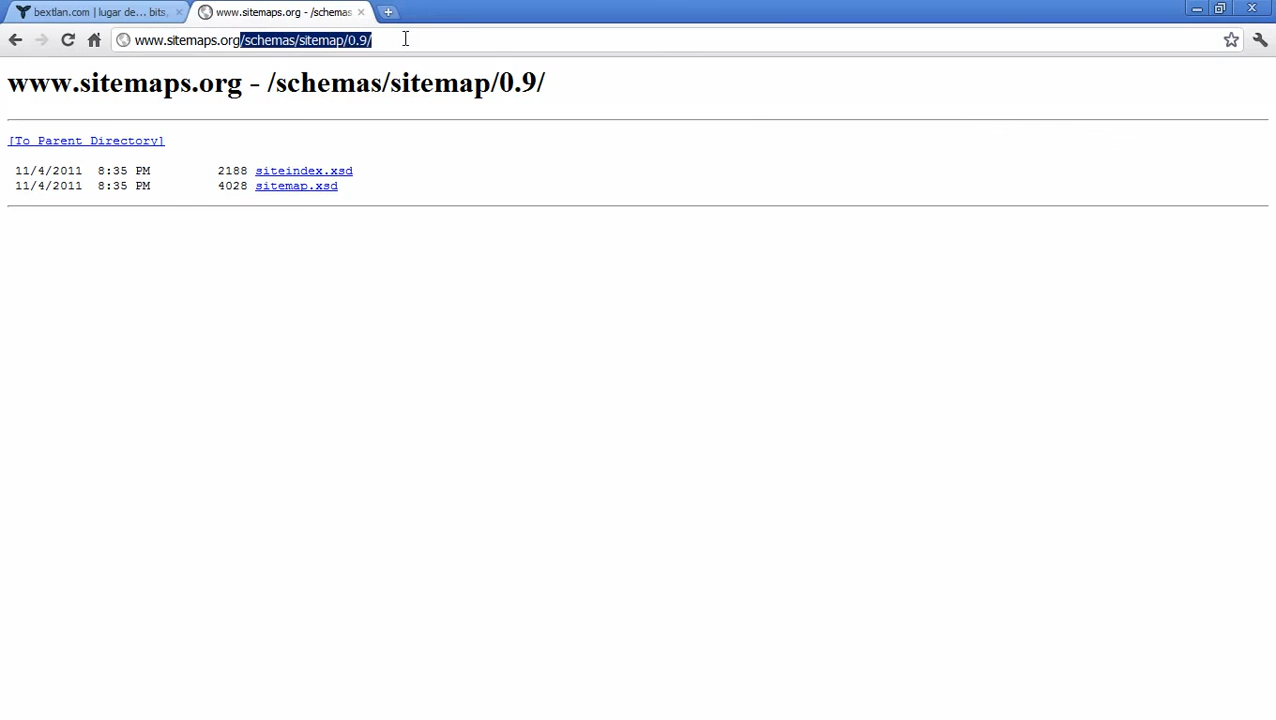 bextlan.com | lugar de... bits,
www.sitemaps.org - /schemas
www.sitemaps.org/schemas/sitemap/0.9/
www.sitemaps.org - /schemas/sitemap/0.9/
[To Parent Directory]
11/4/2011 8:35 PM 2188 siteindex.xsd
11/4/2011 8:35 PM 4028 sitemap.xsd